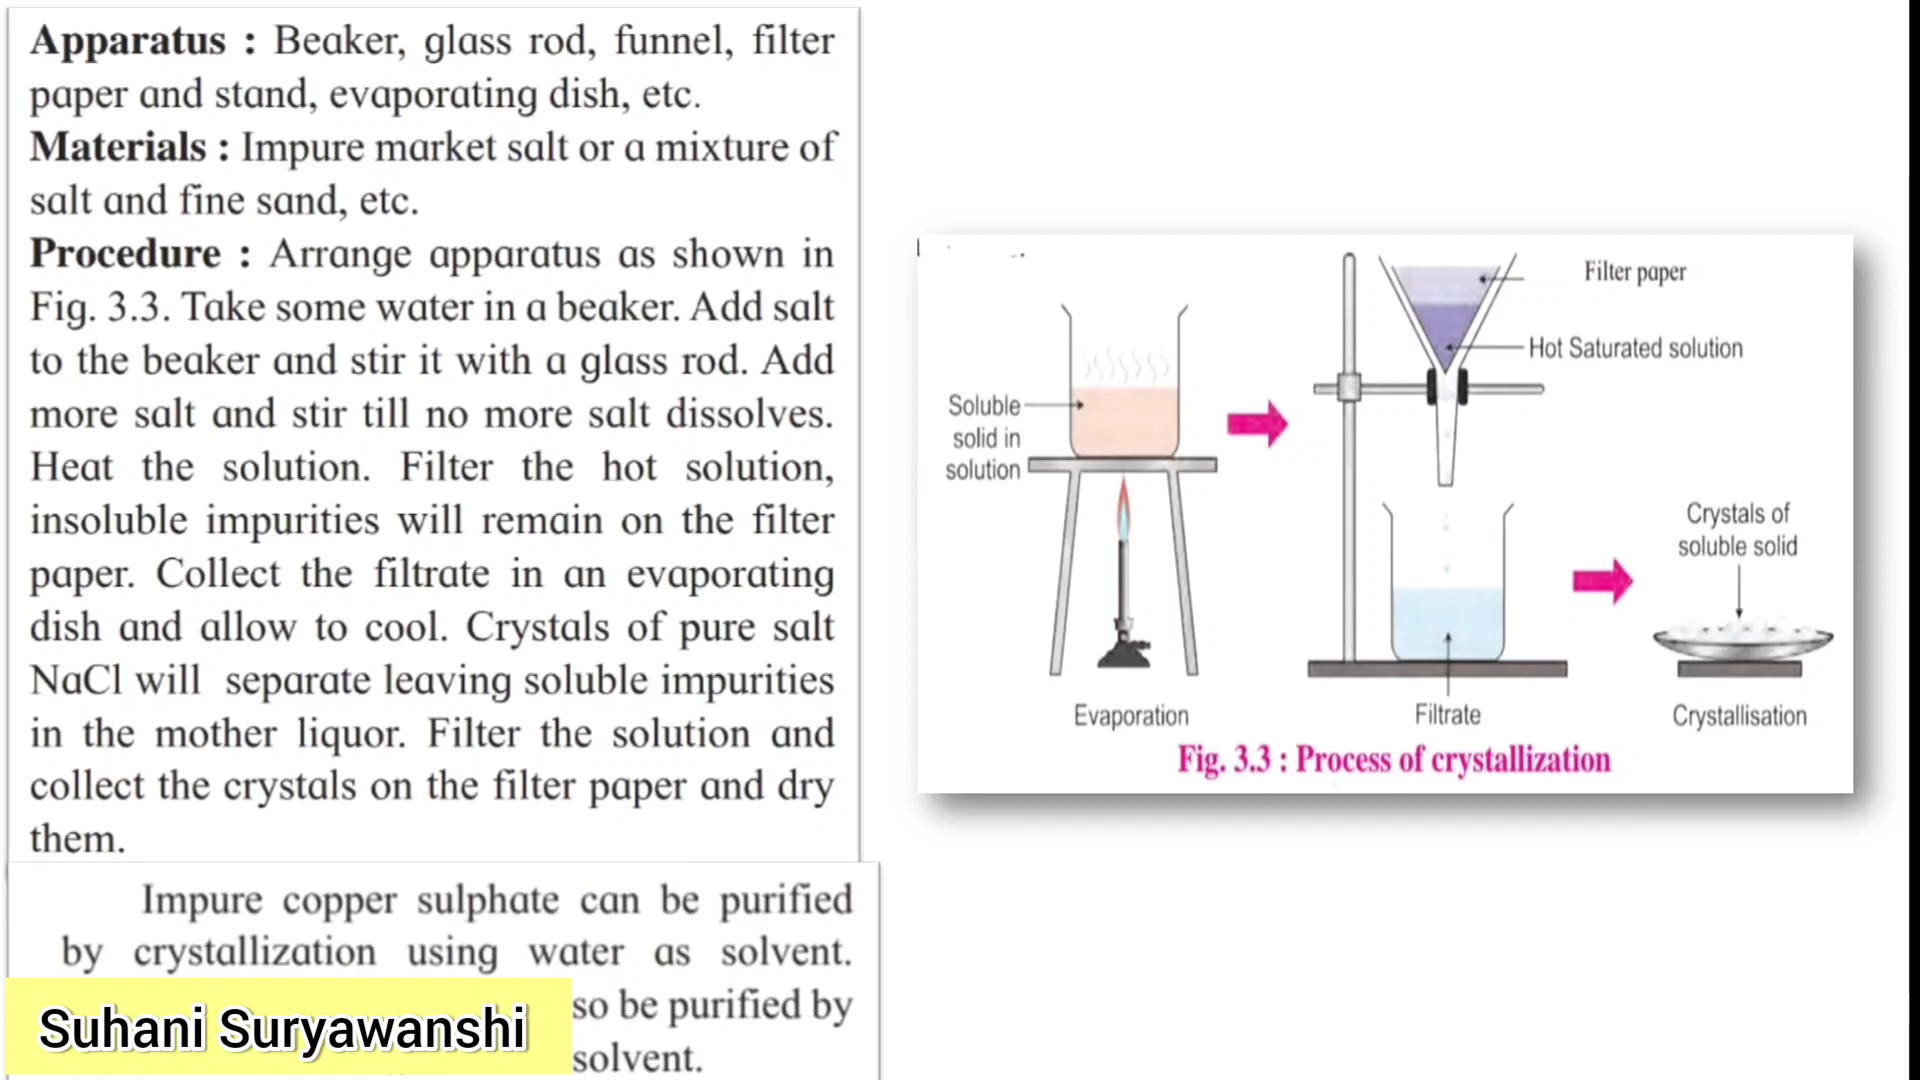 Apparatus : Beaker, glass rod, funnel, filter
paper and stand, evaporating dish, etc.
Materials : Impure market salt or a mixture of
salt and fine sand, etc.
Procedure : Arrange apparatus as shown in
Fig. 3.3. Take some water in a beaker. Add salt
to the beaker and stir it with a glass rod. Add
more salt and stir till no more salt dissolves.
Heat the solution. Filter the hot solution,
insoluble impurities will remain on the filter
paper. Collect the filtrate in an evaporating
dish and allow to cool. Crystals of pure salt
NaCl will separate leaving soluble impurities
in the mother liquor. Filter the solution and
collect the crystals on the filter paper and dry
them.
Impure copper sulphate can be purified
by crystallization using water as solvent.
so be purified by
solvent.
Suhani Suryawanshi
Filter paper
Hot Saturated solution
Soluble
solid in
solution
Crystals of
soluble solid
Evaporation
Filtrate
Crystallisation
Fig. 3.3 : Process of crystallization